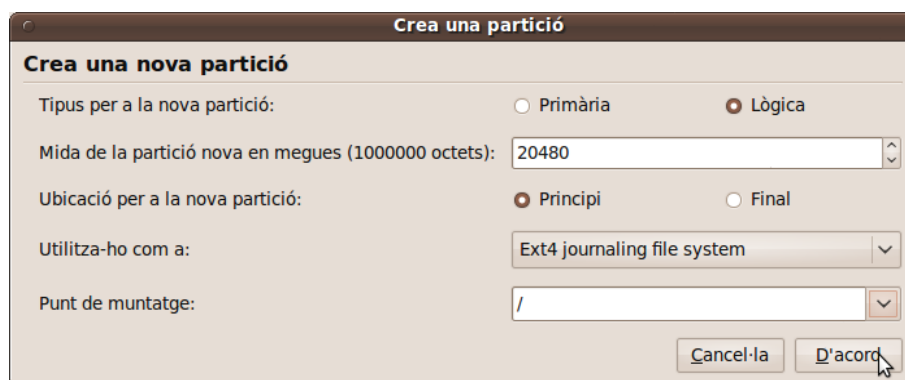 Crea una partició
Crea una nova partició
Tipus per a la nova partició: Primària Lògica
Mida de la partició nova en megues (1000000 octets): 20480
Ubicació per a la nova partició: Principi Final
Utilitza-ho com a: Ext4 journaling file system
Punt de muntatge: /
Cancel·la D'acord